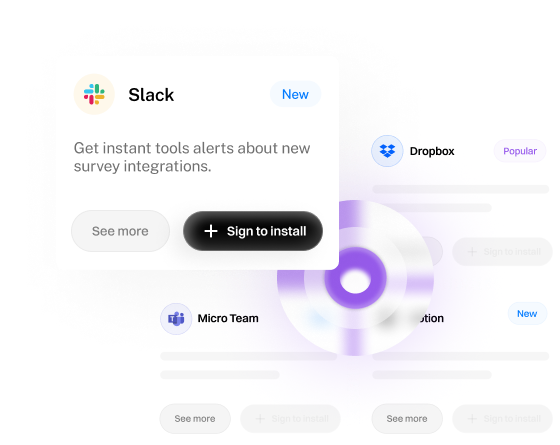 Slack
New
Get instant tools alerts about new
survey integrations.
See more
Sign to install
Dropbox
Popular
Sign to install
Micro Team
otion
New
See more
Sign to install
See more
Sign to install